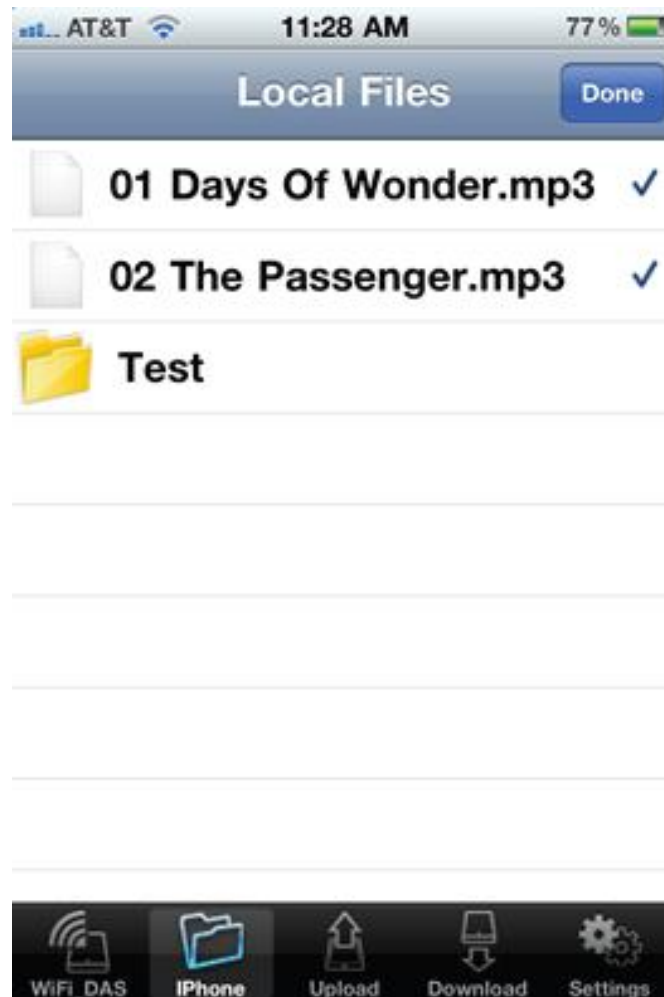 AT&T 11:28 AM 77%
Local Files Done
01 Days Of Wonder.mp3
02 The Passenger.mp3
Test
WiFi DAS IPhone Upload Download Settings